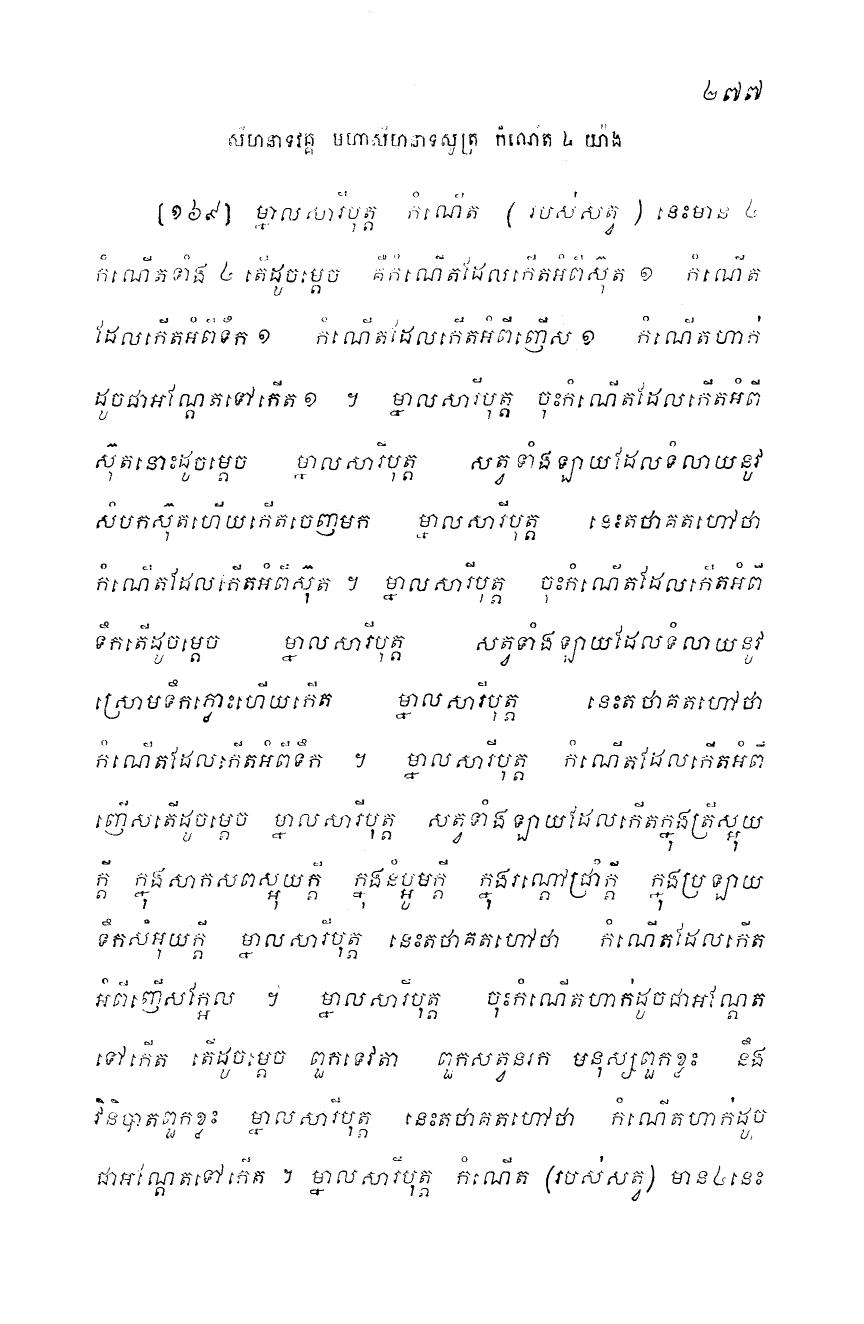 ២៧៧
សីហនាទវគ្គ មហាសីហនាទសូត្រ កំណើត ៤ យ៉ាង
[១៦៩] ម្នាលសារីបុត្ត កំណើត ( របស់សត្វ ) នេះមាន ៤
កំណើតទាំង ៤ តើដូចម្តេច គឺកំណើតដែលកើតអំពីស៊ុត ១ កំណើត
ដែលកើតអំពីទឹក ១ កំណើតដែលកើតអំពីញើស ១ កំណើតហាក់
ដូចជាអណ្តែតទៅកើត ១ ។ ម្នាលសារីបុត្ត ចុះកំណើតដែលកើតអំពី
ស៊ុតនោះដូចម្តេច ម្នាលសារីបុត្ត សត្វទាំងឡាយដែលទំលាយនូវ
សំបកស៊ុតហើយកើតចេញមក ម្នាលសារីបុត្ត នេះតថាគតហៅថា
កំណើតដែលកើតអំពីស៊ុត ។ ម្នាលសារីបុត្ត ចុះកំណើតដែលកើតអំពី
ទឹកតើដូចម្តេច ម្នាលសារីបុត្ត សត្វទាំងឡាយដែលទំលាយនូវ
ស្រោមទឹកភ្លោះហើយកើត ម្នាលសារីបុត្ត នេះតថាគតហៅថា
កំណើតដែលកើតអំពីទឹក ។ ម្នាលសារីបុត្ត កំណើតដែលកើតអំពី
ញើសតើដូចម្តេច ម្នាលសារីបុត្ត សត្វទាំងឡាយដែលកើតក្នុងត្រីស្អុយ
ក្តី ក្នុងសាកសពស្អុយក្តី ក្នុងនំប្អូមក្តី ក្នុងរណ្តៅជ្រាំក្តី ក្នុងប្រឡាយ
ទឹកសំអុយក្តី ម្នាលសារីបុត្ត នេះតថាគតហៅថា កំណើតដែលកើត
អំពីញើសក្អែល ។ ម្នាលសារីបុត្ត ចុះកំណើតហាក់ដូចជាអណ្តែត
ទៅកើត តើដូចម្តេច ពួកទេវតា ពួកសត្វនរក មនុស្សពួកខ្លះ នឹង
វិនិបាតពួកខ្លះ ម្នាលសារីបុត្ត នេះតថាគតហៅថា កំណើតហាក់ដូច
ជាអណ្តែតទៅកើត ។ ម្នាលសារីបុត្ត កំណើត (របស់សត្វ) មាន៤នេះ